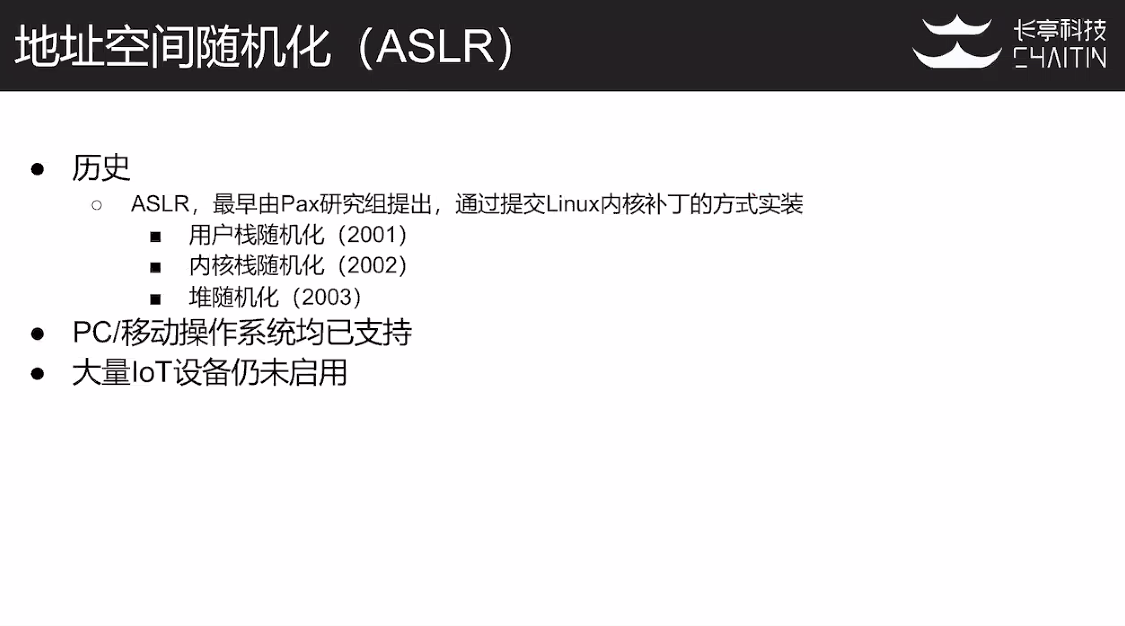 地址空间随机化（ASLR）
长亭科技
CHAITIN
● 历史
○ ASLR，最早由Pax研究组提出，通过提交Linux内核补丁的方式实装
■ 用户栈随机化（2001）
■ 内核栈随机化（2002）
■ 堆随机化（2003）
● PC/移动操作系统均已支持
● 大量IoT设备仍未启用